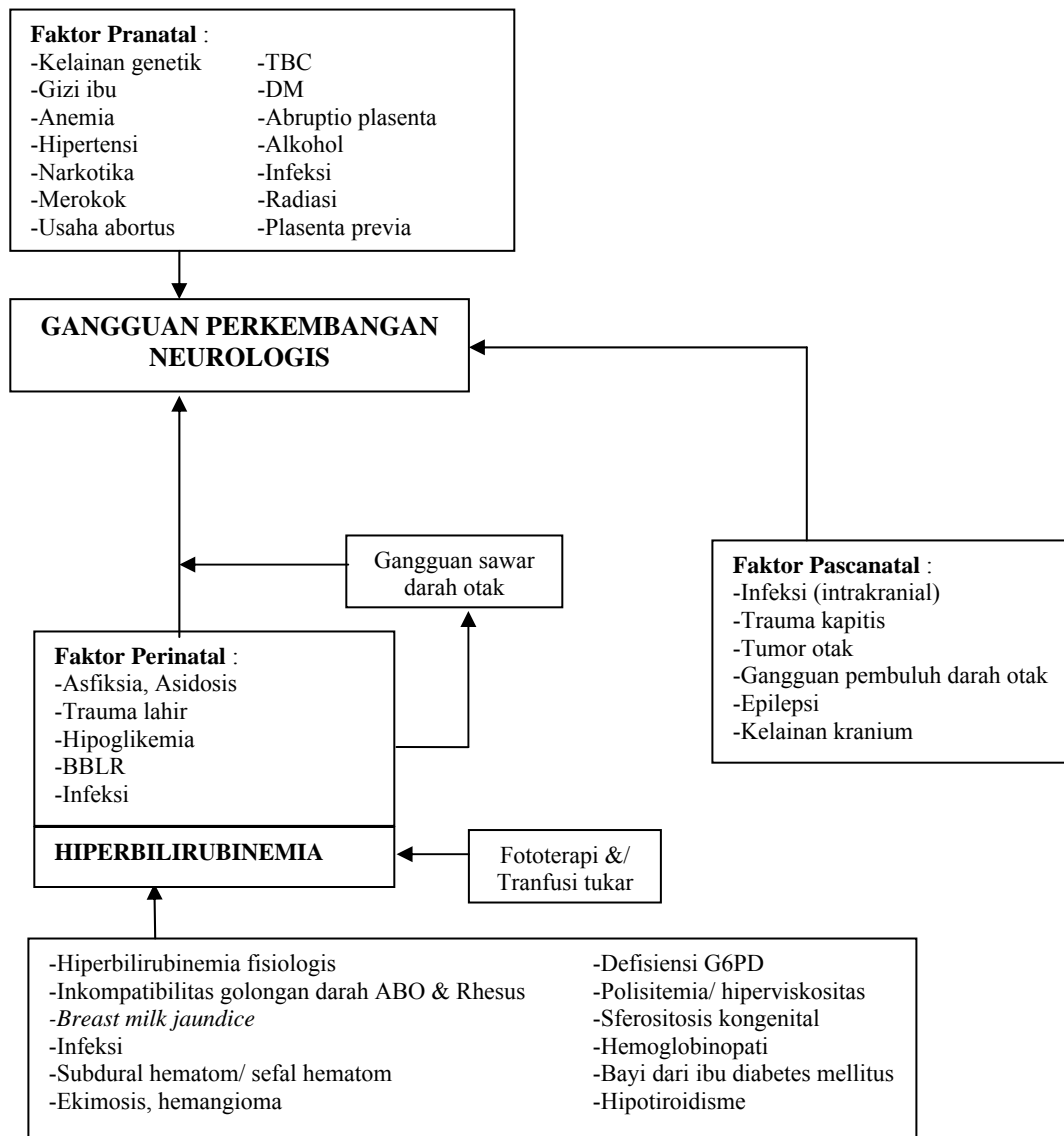 Faktor Pranatal :
-Kelainan genetik -TBC
-Gizi ibu -DM
-Anemia -Abruptio plasenta
-Hipertensi -Alkohol
-Narkotika -Infeksi
-Merokok -Radiasi
-Usaha abortus -Plasenta previa
GANGGUAN PERKEMBANGAN
NEUROLOGIS
Gangguan sawar
darah otak
Faktor Pascanatal :
-Infeksi (intrakranial)
-Trauma kapitis
-Tumor otak
-Gangguan pembuluh darah otak
-Epilepsi
-Kelainan kranium
Faktor Perinatal :
-Asfiksia, Asidosis
-Trauma lahir
-Hipoglikemia
-BBLR
-Infeksi
HIPERBILIRUBINEMIA
Fototerapi &/
Tranfusi tukar
-Hiperbilirubinemia fisiologis -Defisiensi G6PD
-Inkompatibilitas golongan darah ABO & Rhesus -Polisitemia/ hiperviskositas
-Breast milk jaundice -Sferositosis kongenital
-Infeksi -Hemoglobinopati
-Subdural hematom/ sefal hematom -Bayi dari ibu diabetes mellitus
-Ekimosis, hemangioma -Hipotiroidisme